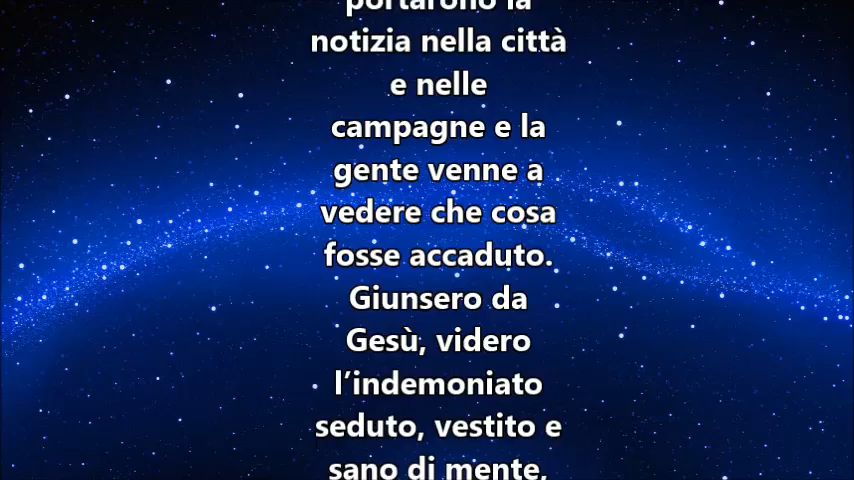 portarono la
notizia nella città
e nelle
campagne e la
gente venne a
vedere che cosa
fosse accaduto.
Giunsero da
Gesù, videro
l’indemoniato
seduto, vestito e
sano di mente,